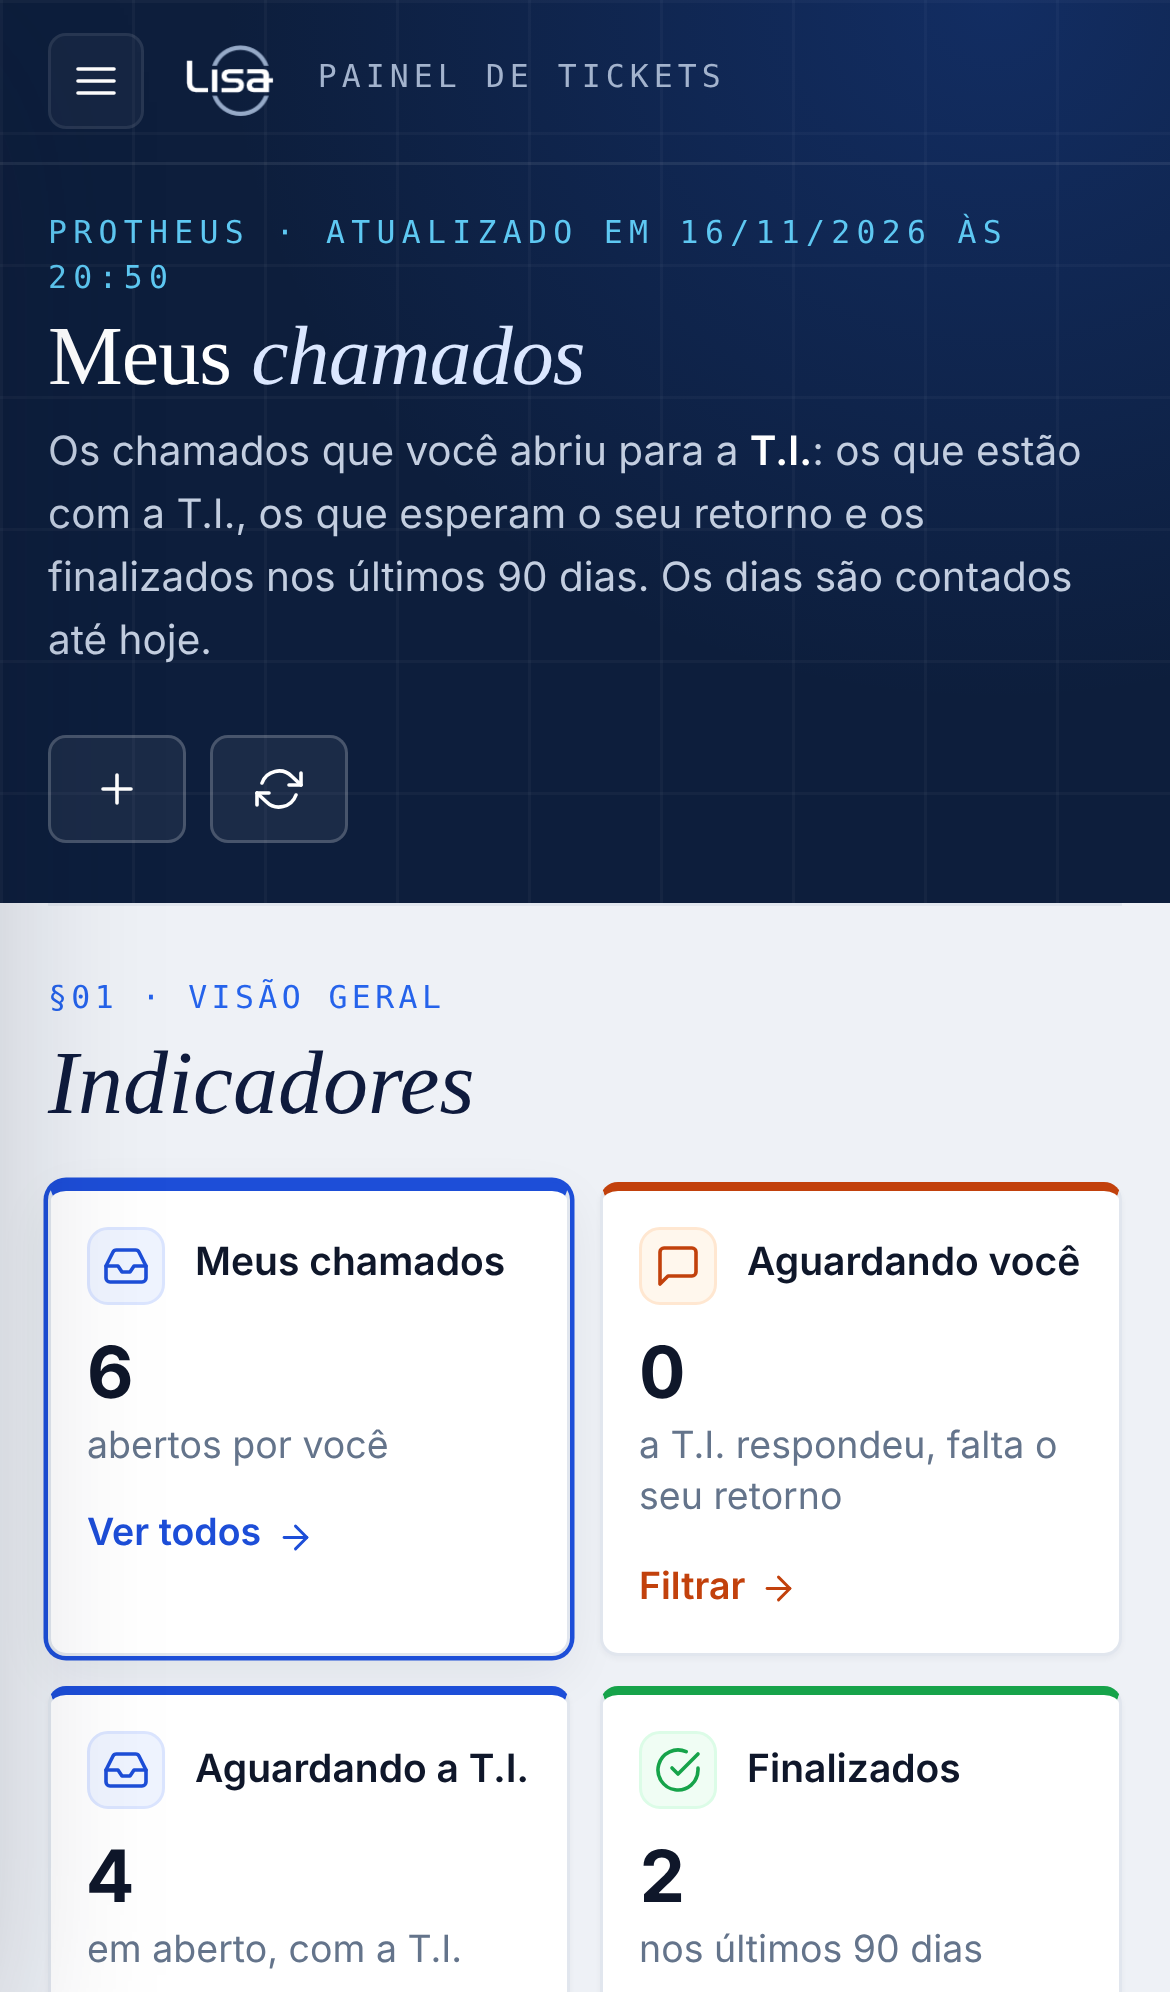 Lisa PAINEL DE TICKETS
PROTHEUS · ATUALIZADO EM 16/11/2026 ÀS
20:50
Meus chamados
Os chamados que você abriu para a T.I.: os que estão
com a T.I., os que esperam o seu retorno e os
finalizados nos últimos 90 dias. Os dias são contados
até hoje.
§01 · VISÃO GERAL
Indicadores
Meus chamados
6
abertos por você
Ver todos →
Aguardando você
0
a T.I. respondeu, falta o
seu retorno
Filtrar →
Aguardando a T.I.
4
em aberto, com a T.I.
Finalizados
2
nos últimos 90 dias